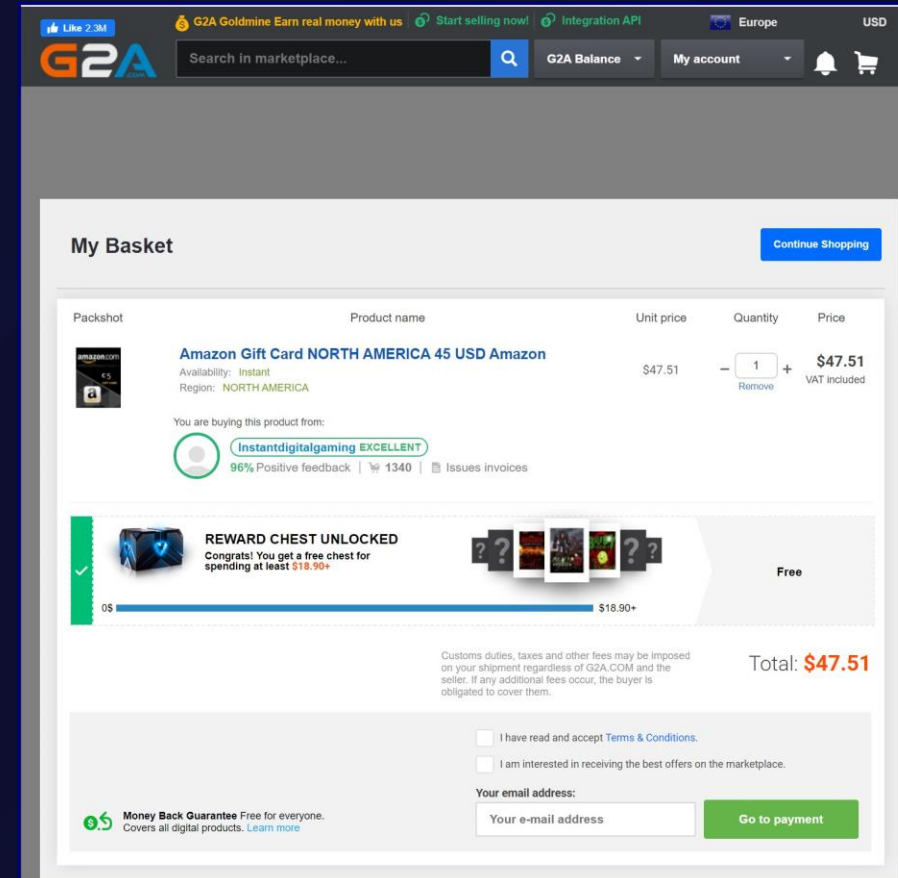 Like 2.3M
G2A Goldmine Earn real money with us
Start selling now!
Integration API
Europe
USD
G2A
.COM
Search in marketplace...
G2A Balance
My account
My Basket
Continue Shopping
Packshot Product name Unit price Quantity Price
amazon.com
€5
a
Amazon Gift Card NORTH AMERICA 45 USD Amazon
Availability: Instant
Region: NORTH AMERICA
$47.51
− 1 +
Remove
$47.51
VAT included
You are buying this product from:
Instantdigitalgaming EXCELLENT
96% Positive feedback | 1340 | Issues invoices
REWARD CHEST UNLOCKED
Congrats! You get a free chest for
spending at least $18.90+
? ? ? ?
Free
0$ $18.90+
Customs duties, taxes and other fees may be imposed
on your shipment regardless of G2A.COM and the
seller. If any additional fees occur, the buyer is
obligated to cover them.
Total: $47.51
I have read and accept Terms & Conditions.
I am interested in receiving the best offers on the marketplace.
Your email address:
Your e-mail address
Go to payment
Money Back Guarantee Free for everyone.
Covers all digital products. Learn more